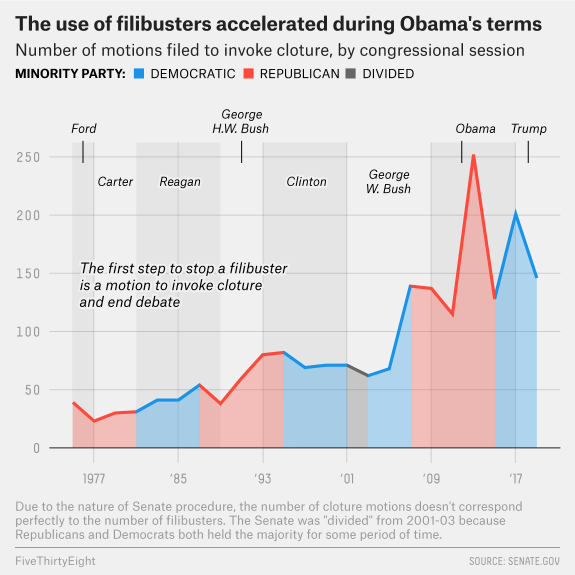 The use of filibusters accelerated during Obama's terms
Number of motions filed to invoke cloture, by congressional session
MINORITY PARTY: DEMOCRATIC REPUBLICAN DIVIDED
Ford
George
H.W. Bush
Obama
Trump
250
Carter
Reagan
Clinton
George
W. Bush
200
The first step to stop a filibuster
is a motion to invoke cloture
and end debate
150
100
50
0
1977
'85
'93
'01
'09
'17
Due to the nature of Senate procedure, the number of cloture motions doesn't correspond
perfectly to the number of filibusters. The Senate was "divided" from 2001-03 because
Republicans and Democrats both held the majority for some period of time.
FiveThirtyEight
SOURCE: SENATE.GOV